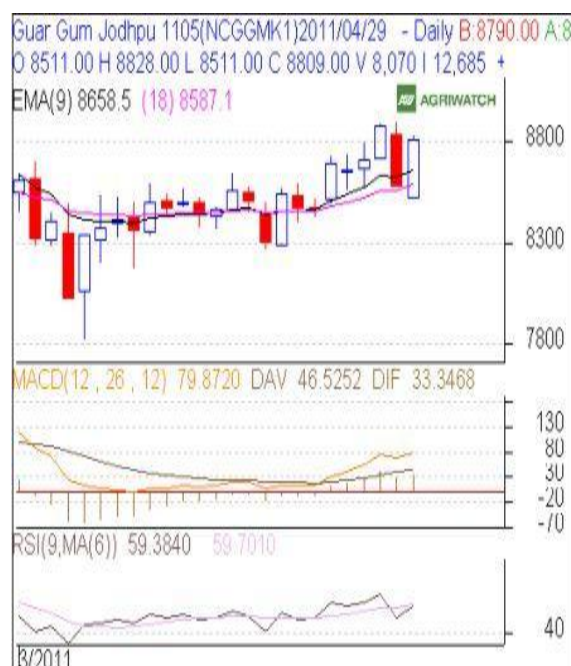 Guar Gum Jodhpu 1105(NCGGMK1)2011/04/29 - Daily B:8790.00 A:8
O 8511.00 H 8828.00 L 8511.00 C 8809.00 V 8,070 I 12,685 +
EMA(9) 8658.5 (18) 8587.1
AW AGRIWATCH
8800
8300
7800
MACD(12 , 26 , 12) 79.8720 DAV 46.5252 DIF 33.3468
130
80
30
-20
-70
RSI(9,MA(6)) 59.3840 59.7010
40
3/2011